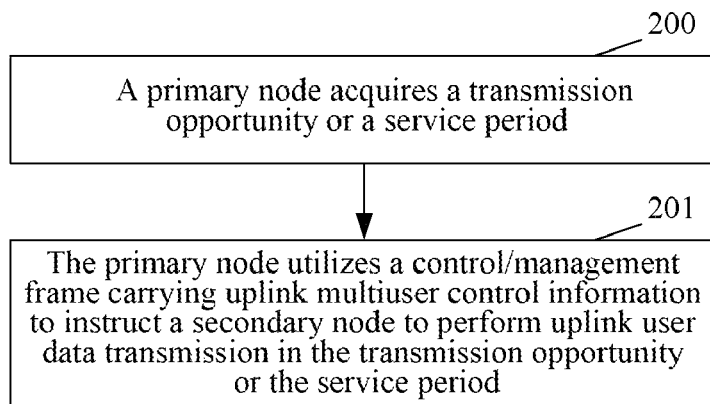 200
A primary node acquires a transmission
opportunity or a service period
201
The primary node utilizes a control/management
frame carrying uplink multiuser control information
to instruct a secondary node to perform uplink user
data transmission in the transmission opportunity
or the service period